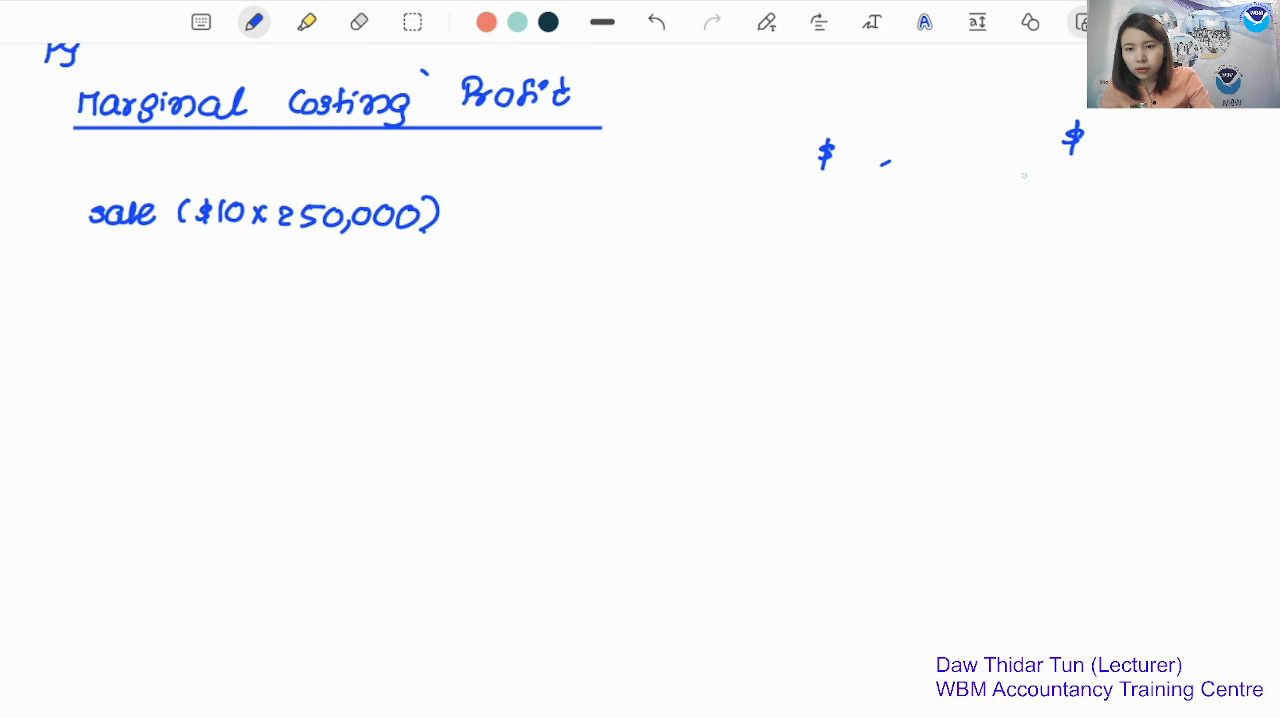 Marginal Costing Profit
$ $
sale ($10 x 250,000)
Daw Thidar Tun (Lecturer)
WBM Accountancy Training Centre